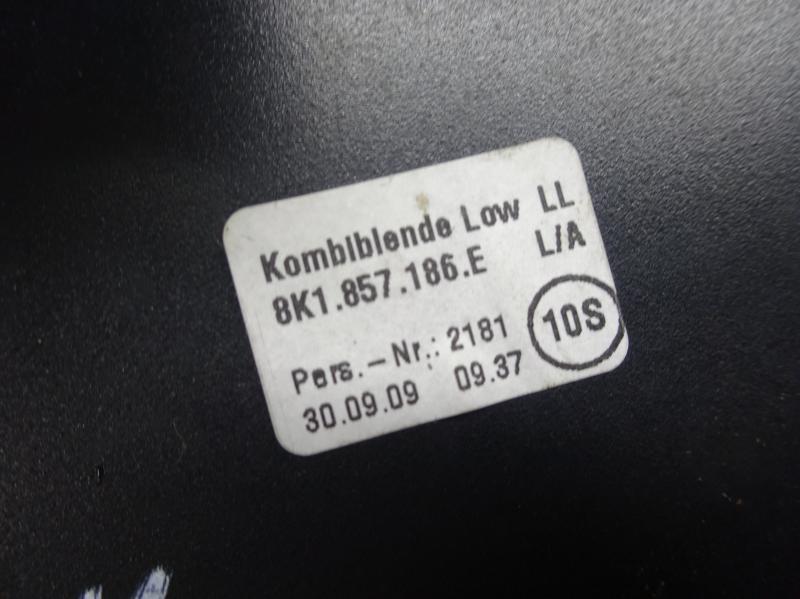 Kombiblende Low LL
8K1.857.186.E L/A
10S
Pers.-Nr.: 2181
30.09.09 09.37